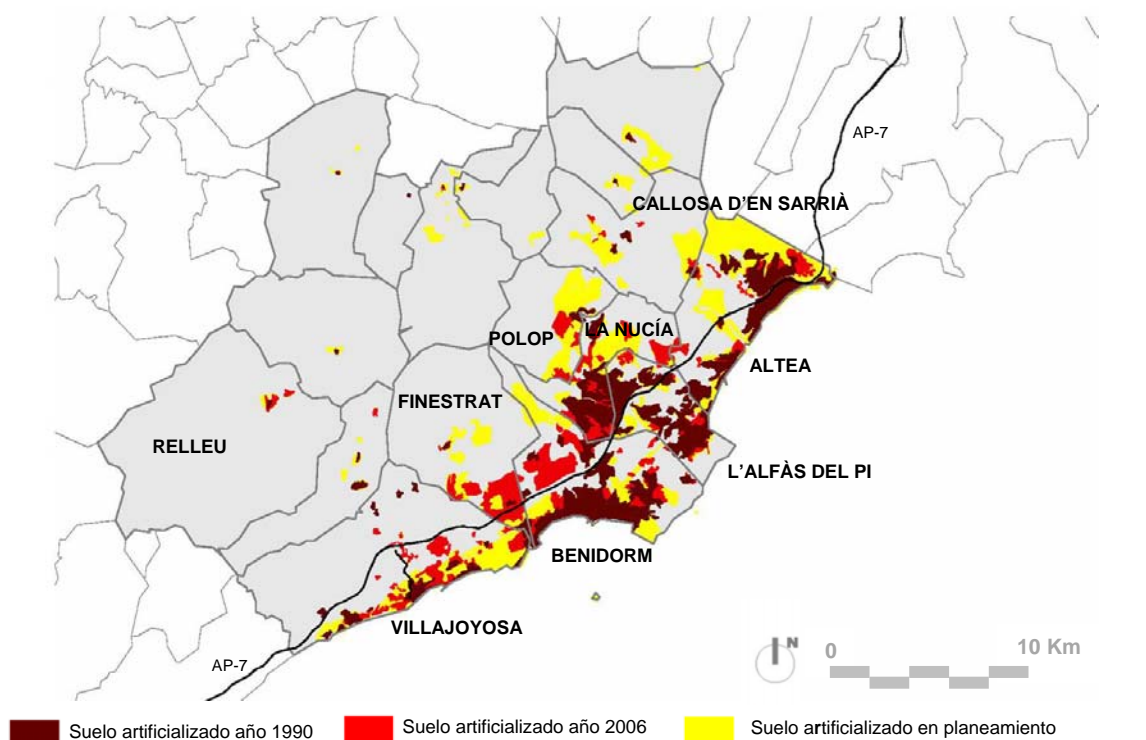 AP-7
CALLOSA D'EN SARRIÀ
LA NUCÍA
POLOP
ALTEA
FINESTRAT
RELLEU
L'ALFÀS DEL PI
BENIDORM
VILLAJOYOSA
N
0
10 Km
AP-7
Suelo artificializado año 1990
Suelo artificializado año 2006
Suelo artificializado en planeamiento